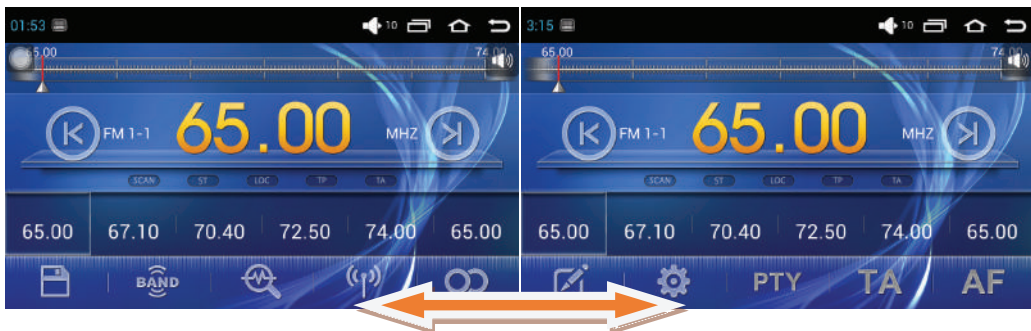 01:53 10
65.00 74.00
FM 1-1 65.00 MHZ
SCAN ST LOC TP TA
65.00 67.10 70.40 72.50 74.00 65.00
BAND
3:15 10
65.00 74.00
FM 1-1 65.00 MHZ
SCAN ST LOC TP TA
65.00 67.10 70.40 72.50 74.00 65.00
PTY TA AF